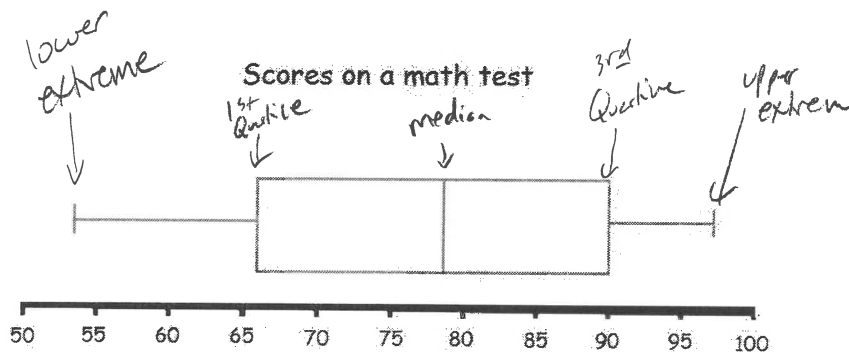 lower
extreme
Scores on a math test
1st
Quartile
median
3rd
Quartile
upper
extrem
50 55 60 65 70 75 80 85 90 95 100